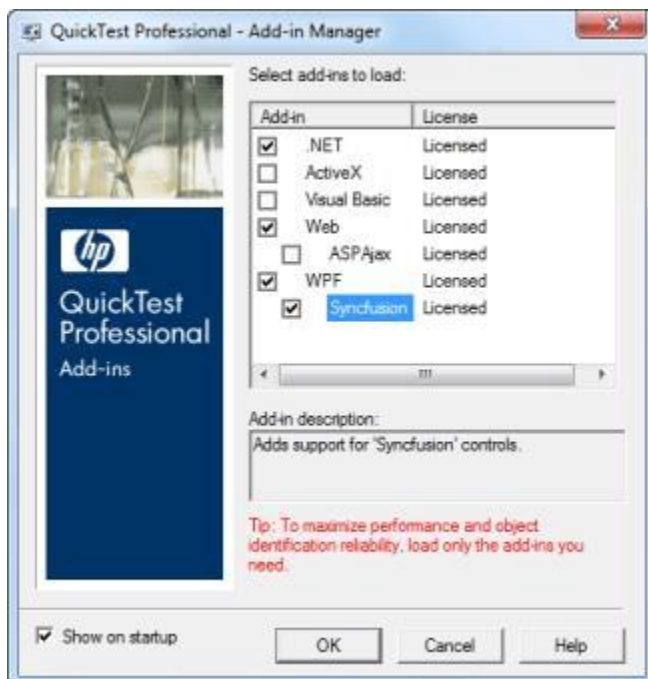 QuickTest Professional - Add-in Manager
Select add-ins to load:
Add-in License
.NET Licensed
ActiveX Licensed
Visual Basic Licensed
Web Licensed
ASPAjax Licensed
WPF Licensed
Syncfusion Licensed
hp
QuickTest
Professional
Add-ins
Add-in description:
Adds support for 'Syncfusion' controls.
Tip: To maximize performance and object
identification reliability, load only the add-ins you
need.
Show on startup
OK Cancel Help